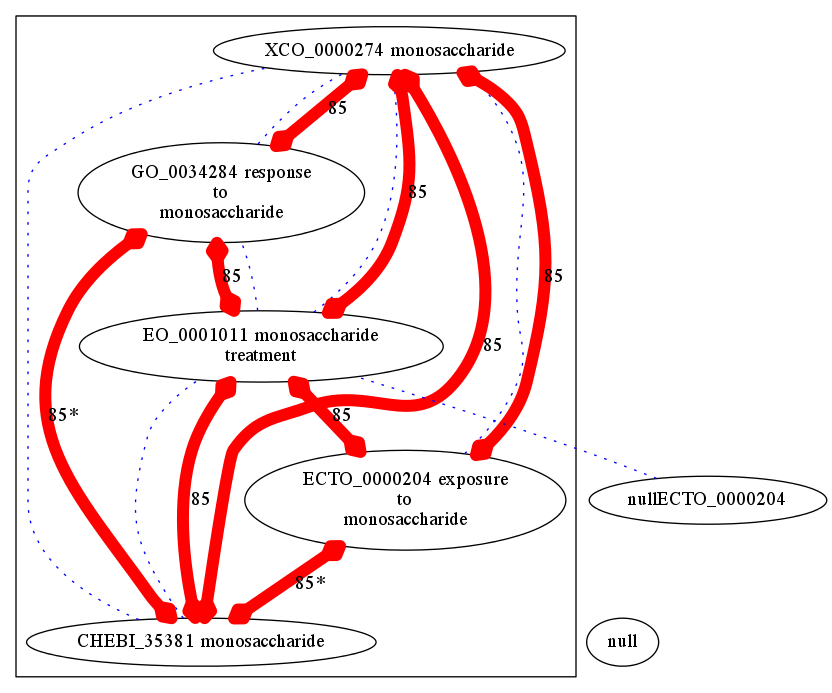 XCO_0000274 monosaccharide
85
GO_0034284 response
to
monosaccharide
85
85
85
EO_0001011 monosaccharide
treatment
85
85*
85
85
ECTO_0000204 exposure
to
monosaccharide
nullECTO_0000204
85*
CHEBI_35381 monosaccharide
null